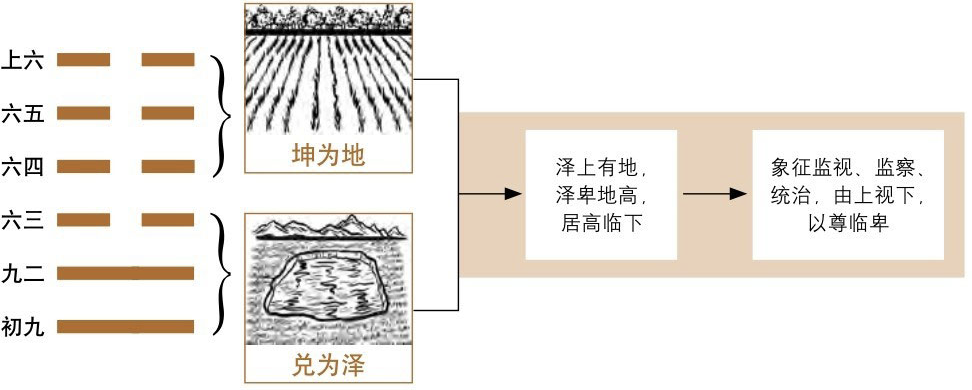 上六
六五
六四
六三
九二
初九
坤为地
兑为泽
泽上有地，
泽卑地高，
居高临下
象征监视、监察、
统治，由上视下，
以尊临卑